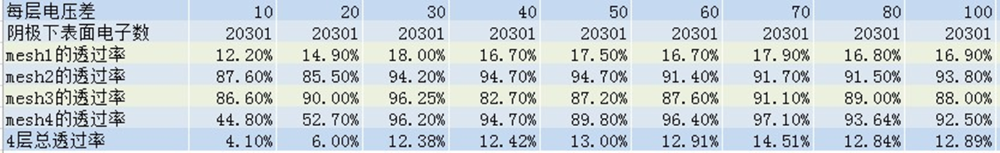 每层电压差 10 20 30 40 50 60 70 80 100
阴极下表面电子数 20301 20301 20301 20301 20301 20301 20301 20301 20301
mesh1的透过率 12.20% 14.90% 18.00% 16.70% 17.50% 16.70% 17.90% 16.80% 16.90%
mesh2的透过率 87.60% 85.50% 94.20% 94.70% 94.70% 91.40% 91.70% 91.50% 93.80%
mesh3的透过率 86.60% 90.00% 96.25% 82.70% 87.20% 87.60% 91.10% 89.00% 88.00%
mesh4的透过率 44.80% 52.70% 96.20% 94.70% 89.80% 96.40% 97.10% 93.64% 92.50%
4层总透过率 4.10% 6.00% 12.38% 12.42% 13.00% 12.91% 14.51% 12.84% 12.89%